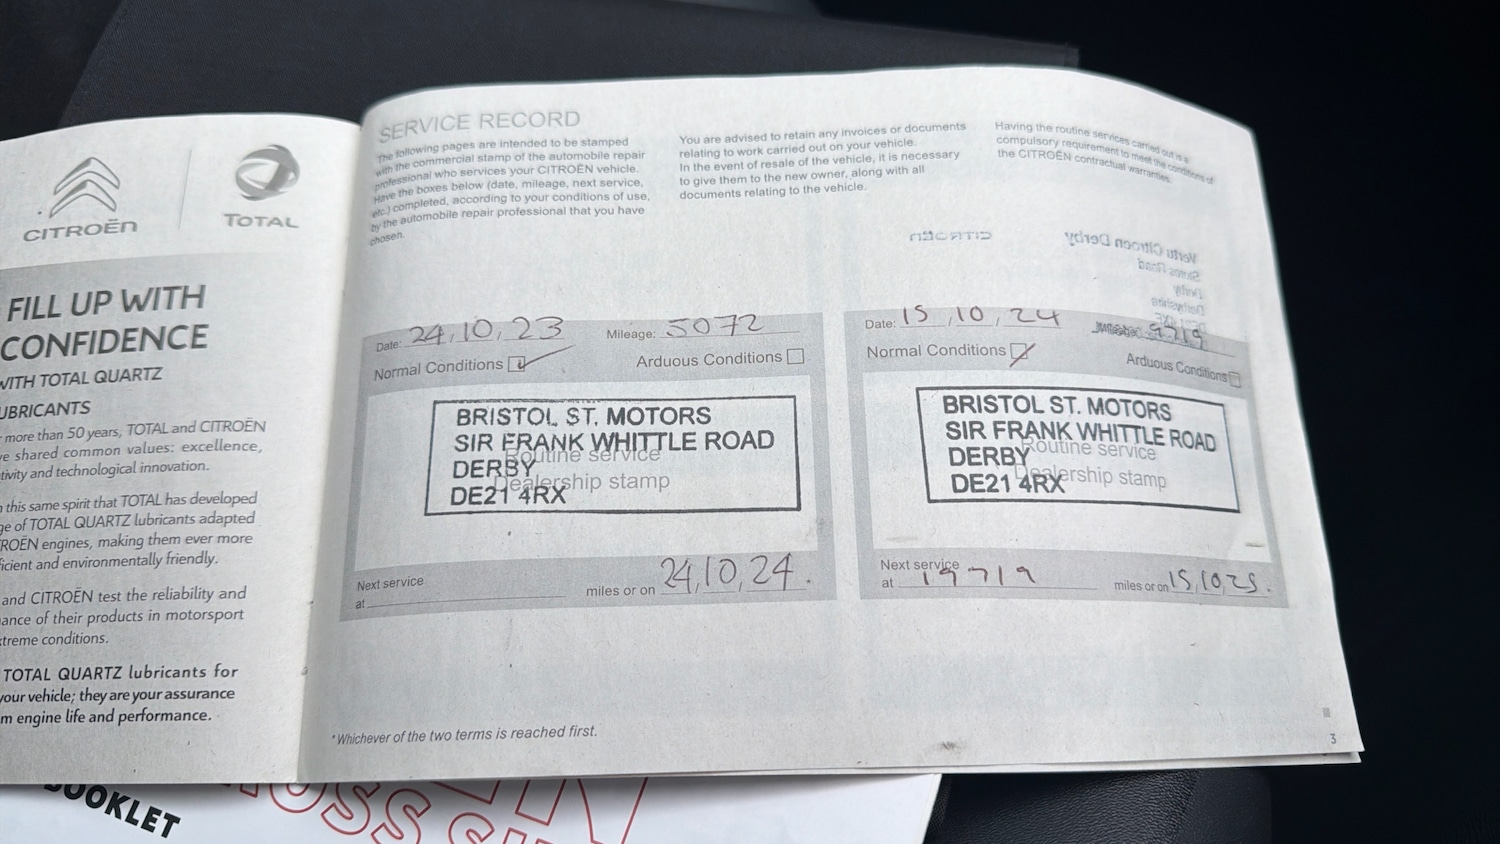 CITROËN
TOTAL
FILL UP WITH
CONFIDENCE
WITH TOTAL QUARTZ
UBRICANTS
more than 50 years, TOTAL and CITROËN
e shared common values: excellence,
tivity and technological innovation.
this same spirit that TOTAL has developed
ge of TOTAL QUARTZ lubricants adapted
ROËN engines, making them ever more
icient and environmentally friendly.
and CITROËN test the reliability and
ance of their products in motorsport
xtreme conditions.
TOTAL QUARTZ lubricants for
your vehicle; they are your assurance
m engine life and performance.
SERVICE RECORD
The following pages are intended to be stamped
with the commercial stamp of the automobile repair
professional who services your CITROËN vehicle.
Have the boxes below (date, mileage, next service,
etc.) completed, according to your conditions of use,
by the automobile repair professional that you have
chosen.
You are advised to retain any invoices or documents
relating to work carried out on your vehicle.
In the event of resale of the vehicle, it is necessary
to give them to the new owner, along with all
documents relating to the vehicle.
Having the routine services carried out is a
compulsory requirement to meet the conditions of
the CITROËN contractual warranties.
CITROËN
Vertu Citroen Derby
Derby
Date: 24,10,23 Mileage: 5072
Normal Conditions Arduous Conditions
BRISTOL ST. MOTORS
SIR FRANK WHITTLE ROAD
Routine service
DERBY
Dealership stamp
DE21 4RX
Next service
at miles or on 24,10,24.
Date: 15,10,24 Mileage: 9719
Normal Conditions Arduous Conditions
BRISTOL ST. MOTORS
SIR FRANK WHITTLE ROAD
Routine service
DERBY
Dealership stamp
DE21 4RX
Next service
at 19719 miles or on 15,10,25.
* Whichever of the two terms is reached first.
3
BOOKLET